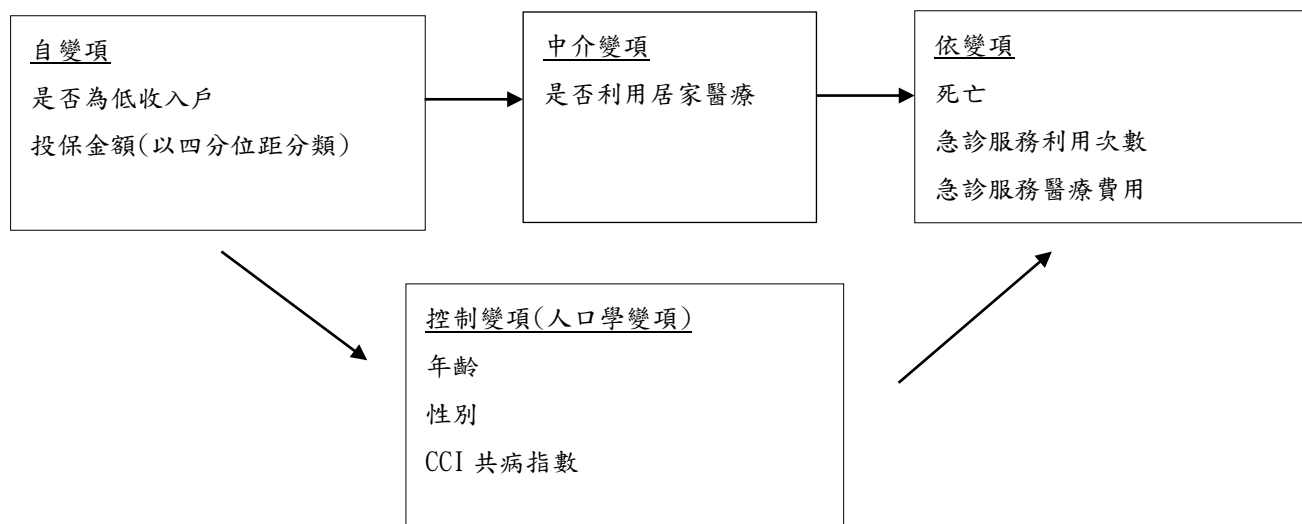 自變項
是否為低收入戶
投保金額(以四分位距分類)
中介變項
是否利用居家醫療
依變項
死亡
急診服務利用次數
急診服務醫療費用
控制變項(人口學變項)
年齡
性別
CCI 共病指數